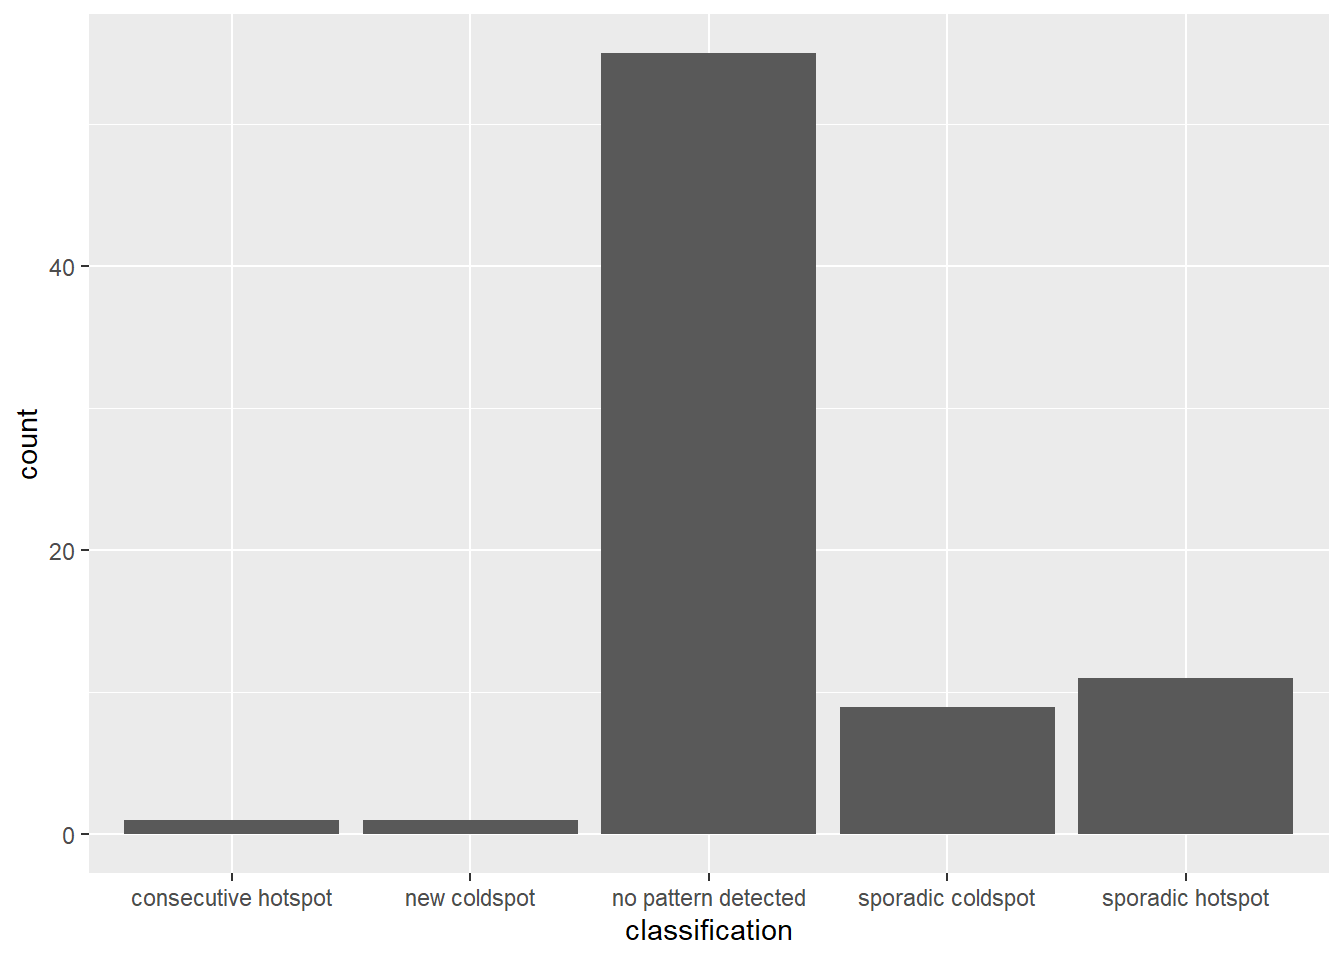 count
40
20
0
consecutive hotspot
new coldspot
no pattern detected
sporadic coldspot
sporadic hotspot
classification